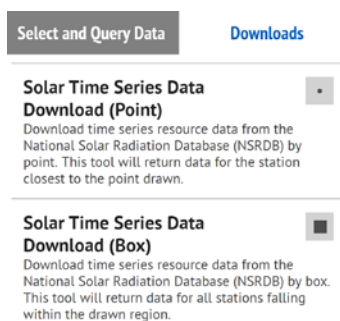 Select and Query Data
Downloads
Solar Time Series Data
Download (Point)
Download time series resource data from the
National Solar Radiation Database (NSRDB) by
point. This tool will return data for the station
closest to the point drawn.
Solar Time Series Data
Download (Box)
Download time series resource data from the
National Solar Radiation Database (NSRDB) by box.
This tool will return data for all stations falling
within the drawn region.